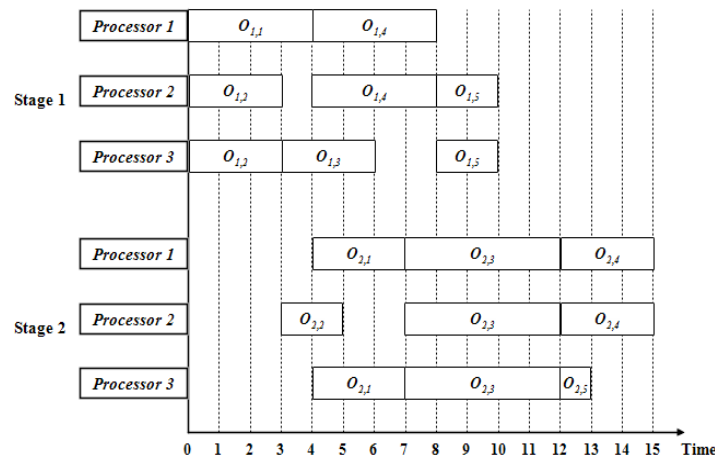 Processor 1 O1,1 O1,4
Stage 1
Processor 2 O1,2 O1,4 O1,5
Processor 3 O1,2 O1,3 O1,5
Processor 1 O2,1 O2,3 O2,4
Stage 2
Processor 2 O2,2 O2,3 O2,4
Processor 3 O2,1 O2,3 O2,5
0 1 2 3 4 5 6 7 8 9 10 11 12 13 14 15 Time